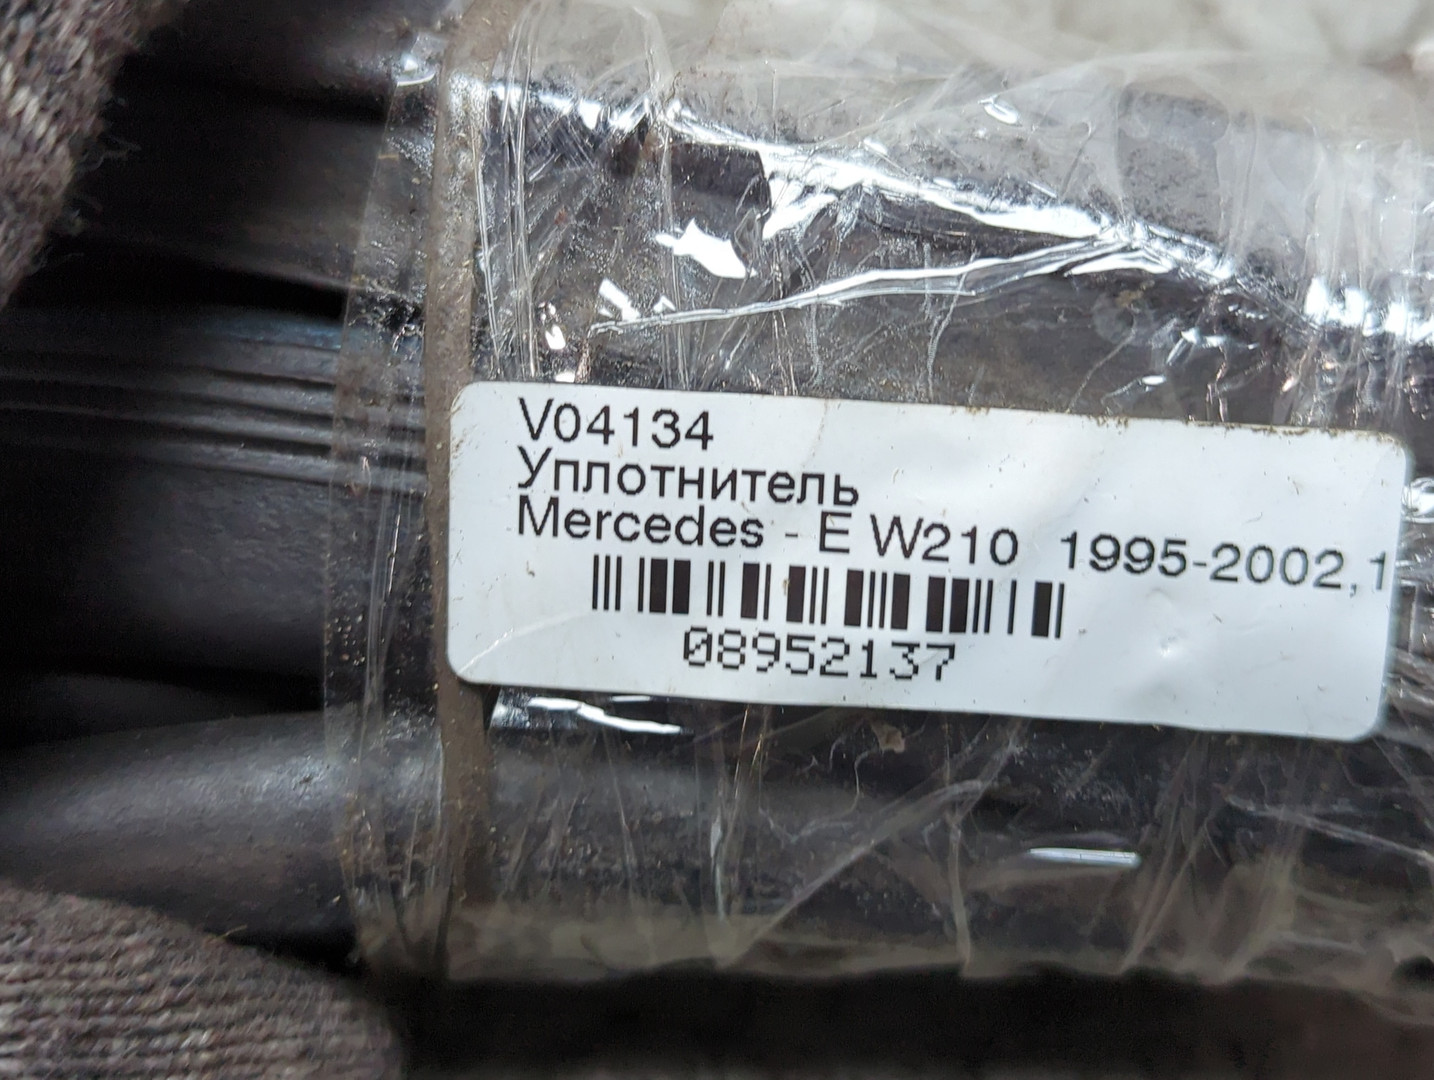 V04134
Уплотнитель
Mercedes - E W210 1995-2002,1
08952137